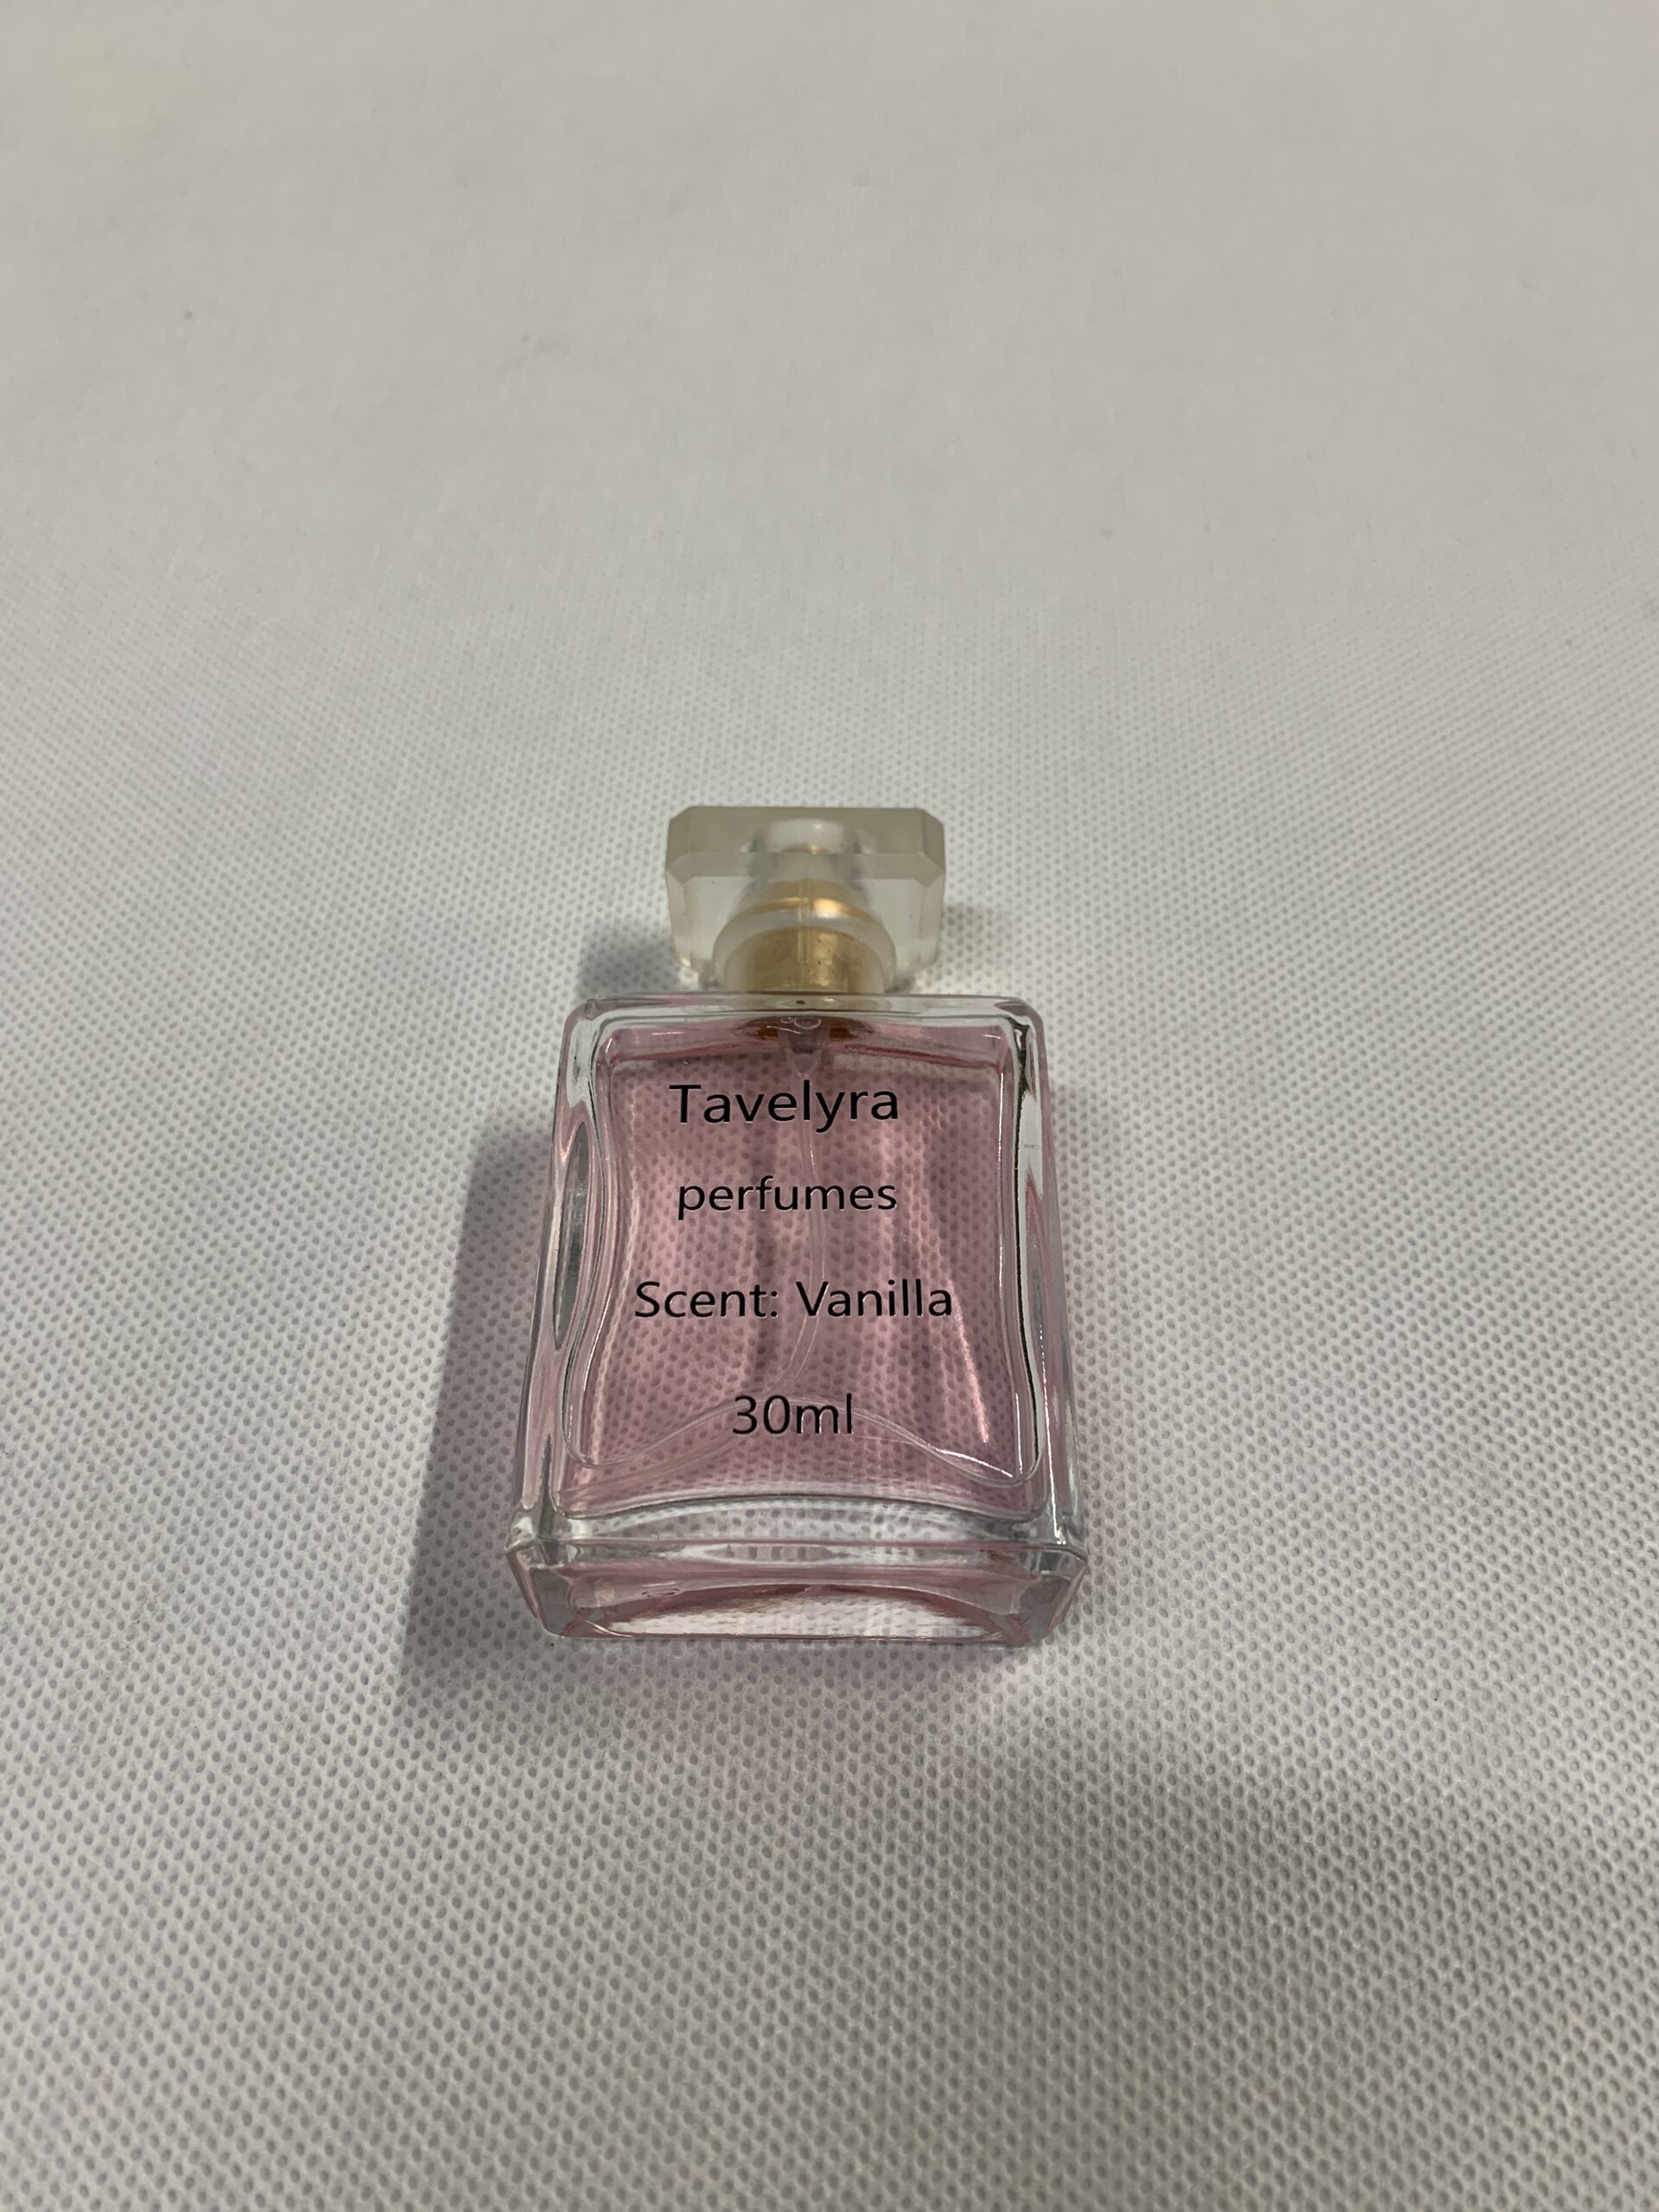 Tavelyra
perfumes
Scent: Vanilla
30ml